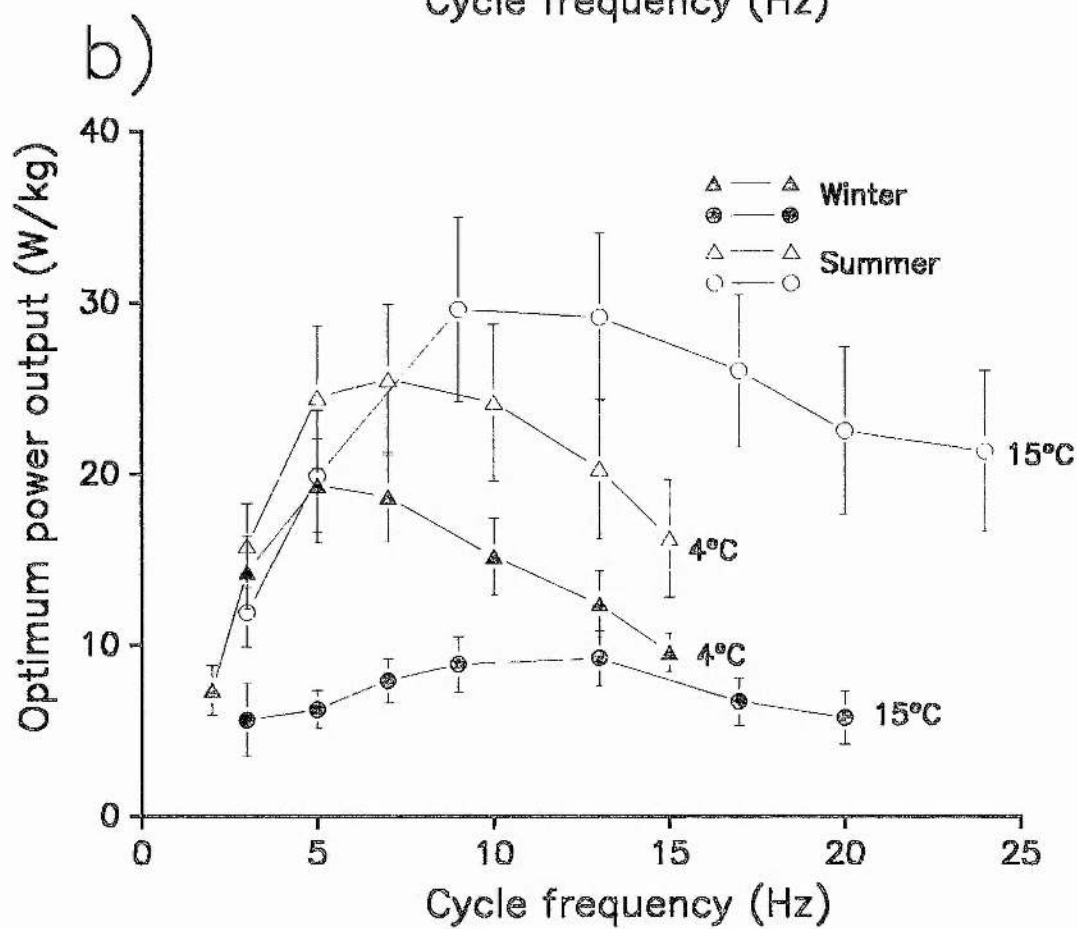 Cycle frequency (Hz)
b)
Optimum power output (W/kg)
40
30
20
10
0
Winter
Summer
15°C
4°C
4°C
15°C
0
5
10
15
20
25
Cycle frequency (Hz)